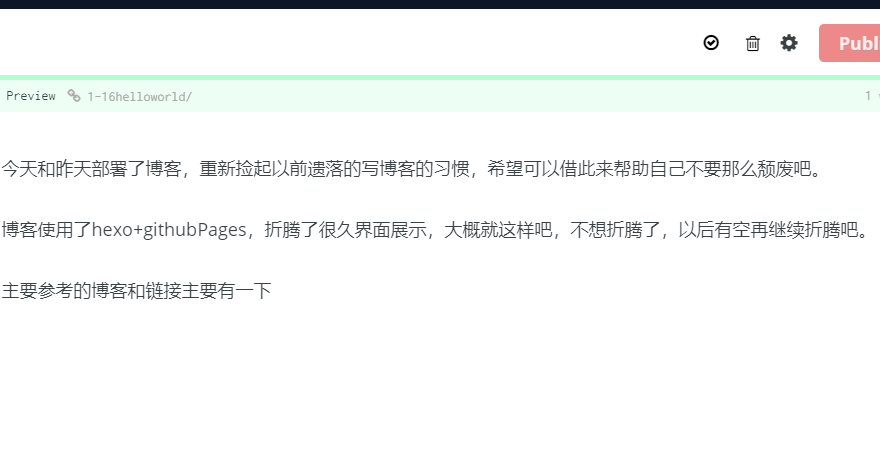 Publ
Preview 1-16helloworld/ 1
今天和昨天部署了博客，重新捡起以前遗落的写博客的习惯，希望可以借此来帮助自己不要那么颓废吧。
博客使用了hexo+githubPages，折腾了很久界面展示，大概就这样吧，不想折腾了，以后有空再继续折腾吧。
主要参考的博客和链接主要有一下